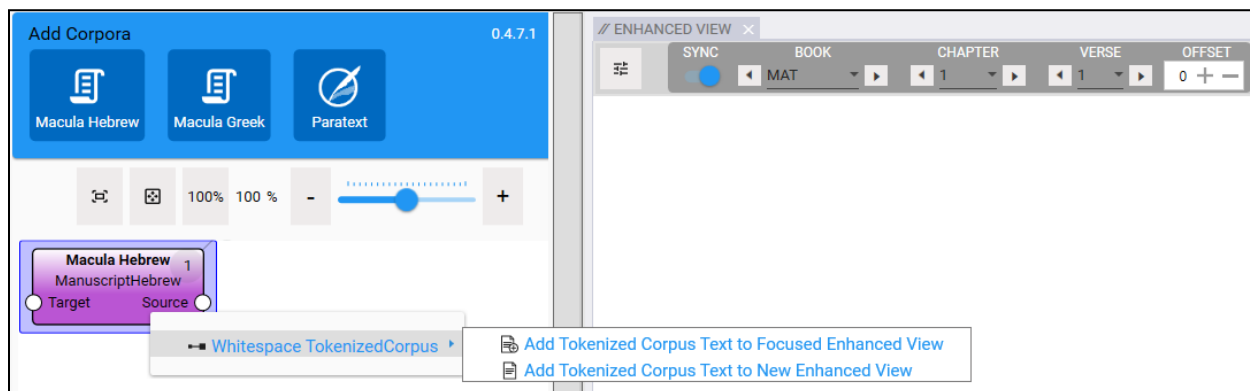 Add Corpora 0.4.7.1
Macula Hebrew Macula Greek Paratext
100% 100 % - +
Macula Hebrew 1
ManuscriptHebrew
Target Source
Whitespace TokenizedCorpus
Add Tokenized Corpus Text to Focused Enhanced View
Add Tokenized Corpus Text to New Enhanced View
// ENHANCED VIEW ×
SYNC BOOK CHAPTER VERSE OFFSET
MAT 1 1 0 + −